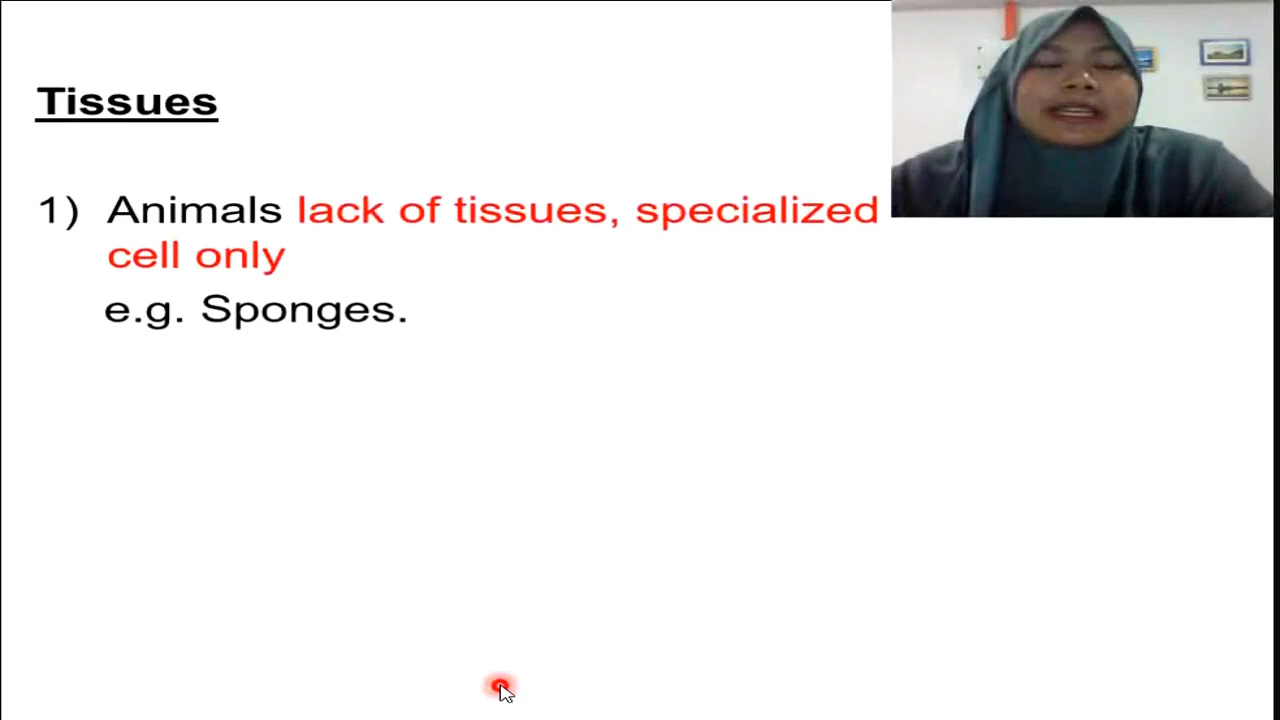 Tissues
1) Animals lack of tissues, specialized
cell only
e.g. Sponges.